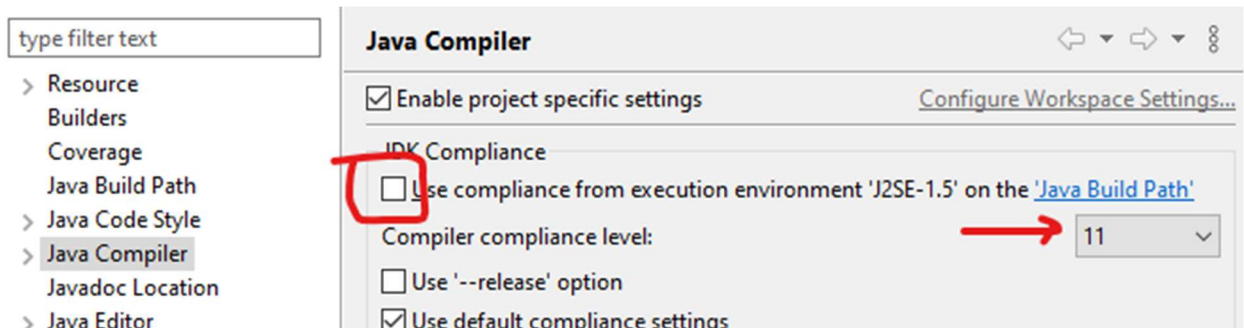 type filter text
Resource
Builders
Coverage
Java Build Path
Java Code Style
Java Compiler
Javadoc Location
Java Editor
Java Compiler
Enable project specific settings
Configure Workspace Settings...
JDK Compliance
Use compliance from execution environment 'J2SE-1.5' on the 'Java Build Path'
Compiler compliance level:
11
Use '--release' option
Use default compliance settings